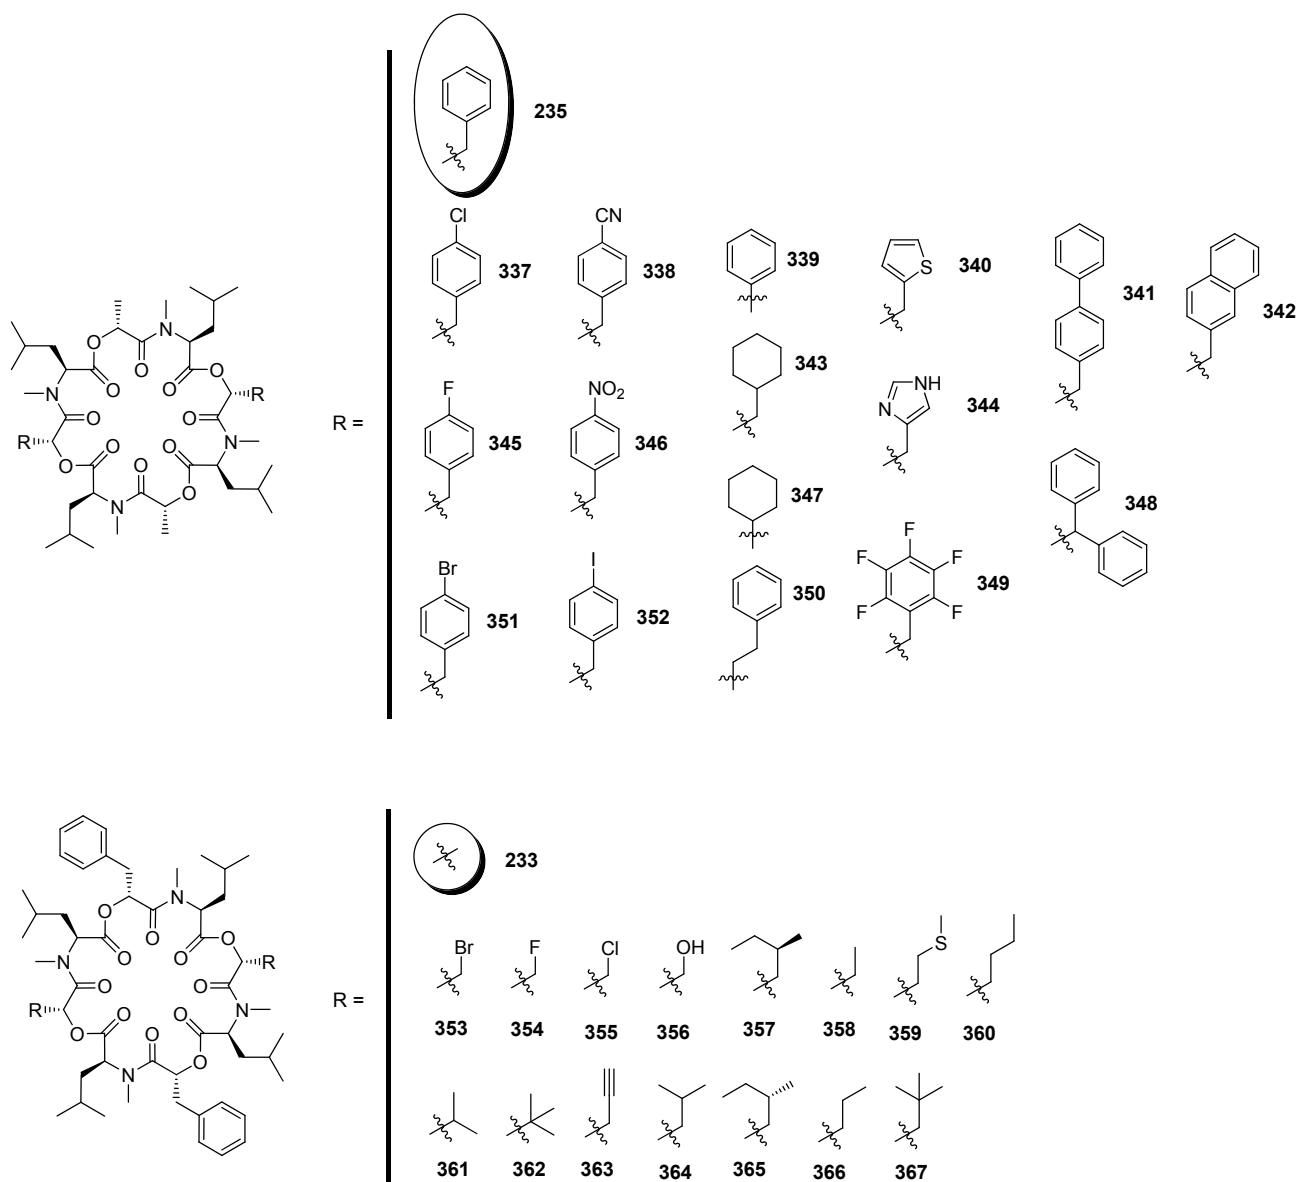 235
Cl
CN
337
338
339
S
340
341
342
343
F
NO2
345
346
N
NH
344
347
348
Br
I
351
352
350
F
F
F
F
F
349
N
O
O
O
N
O
O
O
R
O
O
R
N
O
O
O
O
O
N
O
R =
233
Br
F
Cl
OH
S
353
354
355
356
357
358
359
360
361
362
363
364
365
366
367
O
N
O
O
O
O
N
O
R
O
O
R
N
O
O
O
O
N
O
O
R =